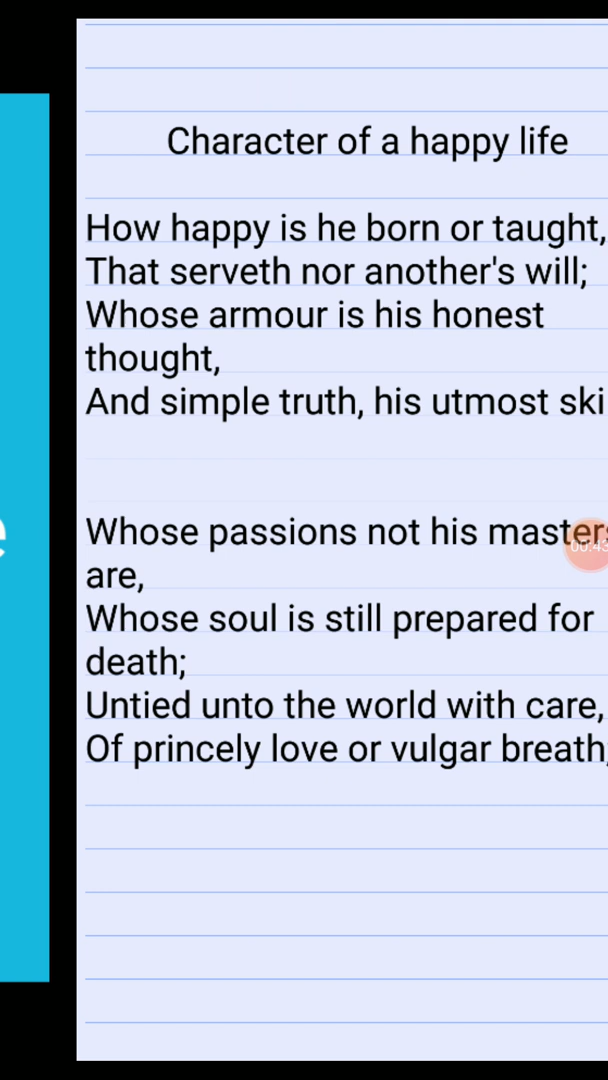 Character of a happy life
How happy is he born or taught,
That serveth nor another's will;
Whose armour is his honest
thought,
And simple truth, his utmost
Whose passions not his masters
are,
Whose soul is still prepared for
death;
Untied unto the world with care,
Of princely love or vulgar breath;
e